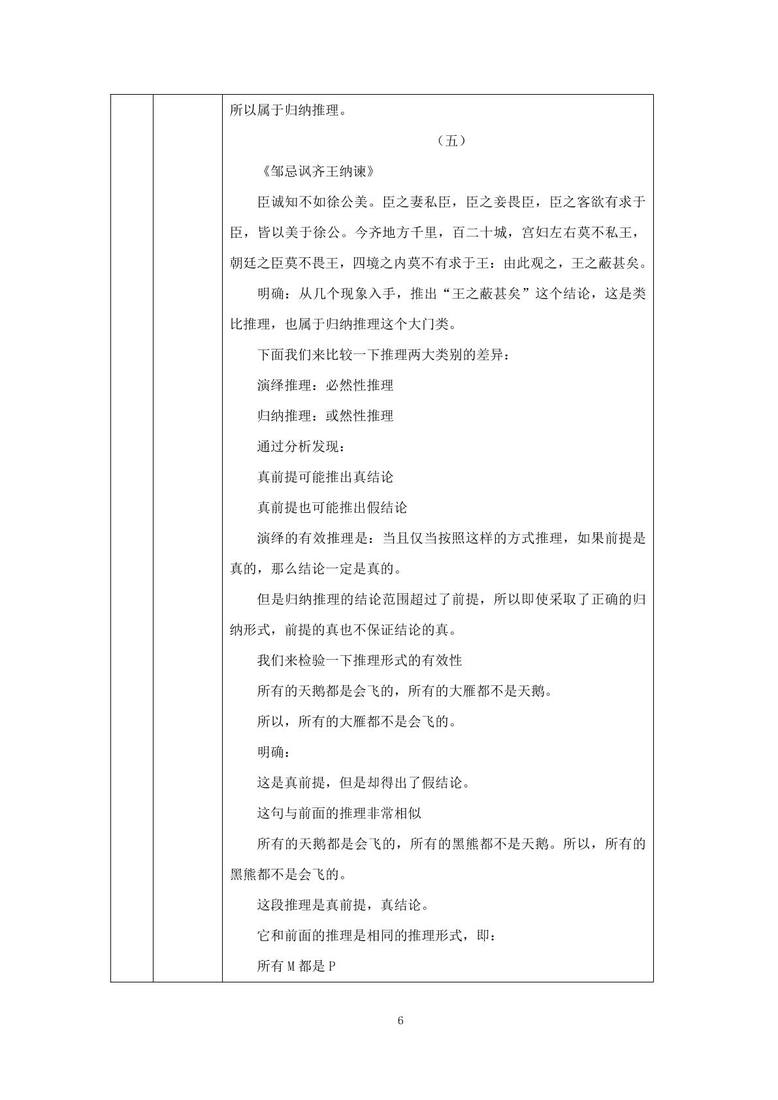 所以属于归纳推理。
（五）
《邹忌讽齐王纳谏》
臣诚知不如徐公美。臣之妻私臣，臣之妾畏臣，臣之客欲有求于
臣，皆以美于徐公。今齐地方千里，百二十城，宫妇左右莫不私王，
朝廷之臣莫不畏王，四境之内莫不有求于王：由此观之，王之蔽甚矣。
明确：从几个现象入手，推出“王之蔽甚矣”这个结论，这是类
比推理，也属于归纳推理这个大门类。
下面我们来比较一下推理两大类别的差异：
演绎推理：必然性推理
归纳推理：或然性推理
通过分析发现：
真前提可能推出真结论
真前提也可能推出假结论
演绎的有效推理是：当且仅当按照这样的方式推理，如果前提是
真的，那么结论一定是真的。
但是归纳推理的结论范围超过了前提，所以即使采取了正确的归
纳形式，前提的真也不保证结论的真。
我们来检验一下推理形式的有效性
所有的天鹅都是会飞的，所有的大雁都不是天鹅。
所以，所有的大雁都不是会飞的。
明确：
这是真前提，但是却得出了假结论。
这句与前面的推理非常相似
所有的天鹅都是会飞的，所有的黑熊都不是天鹅。所以，所有的
黑熊都不是会飞的。
这段推理是真前提，真结论。
它和前面的推理是相同的推理形式，即：
所有 M 都是 P
6